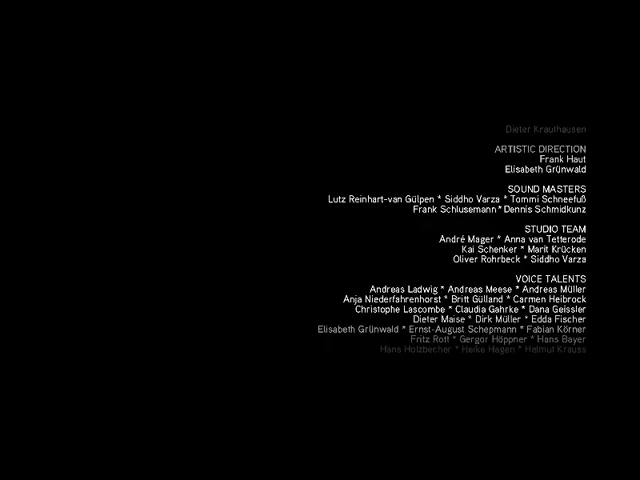 Dieter Krauthausen
ARTISTIC DIRECTION
Frank Haut
Elisabeth Grünwald
SOUND MASTERS
Lutz Reinhart-van Gülpen * Siddho Varza * Tommi Schneefuß
Frank Schlusemann * Dennis Schmidkunz
STUDIO TEAM
André Mager * Anna van Tetterode
Kai Schenker * Marit Krücken
Oliver Rohrbeck * Siddho Varza
VOICE TALENTS
Andreas Ladwig * Andreas Meese * Andreas Müller
Anja Niederfahrenhorst * Britt Gülland * Carmen Heibrock
Christophe Lascombe * Claudia Gahrke * Dana Geissler
Dieter Maise * Dirk Müller * Edda Fischer
Elisabeth Grünwald * Ernst-August Schepmann * Fabian Körner
Fritz Rott * Gergor Höppner * Hans Bayer
Hans Holzbecher * Heike Hagen * Helmut Krauss